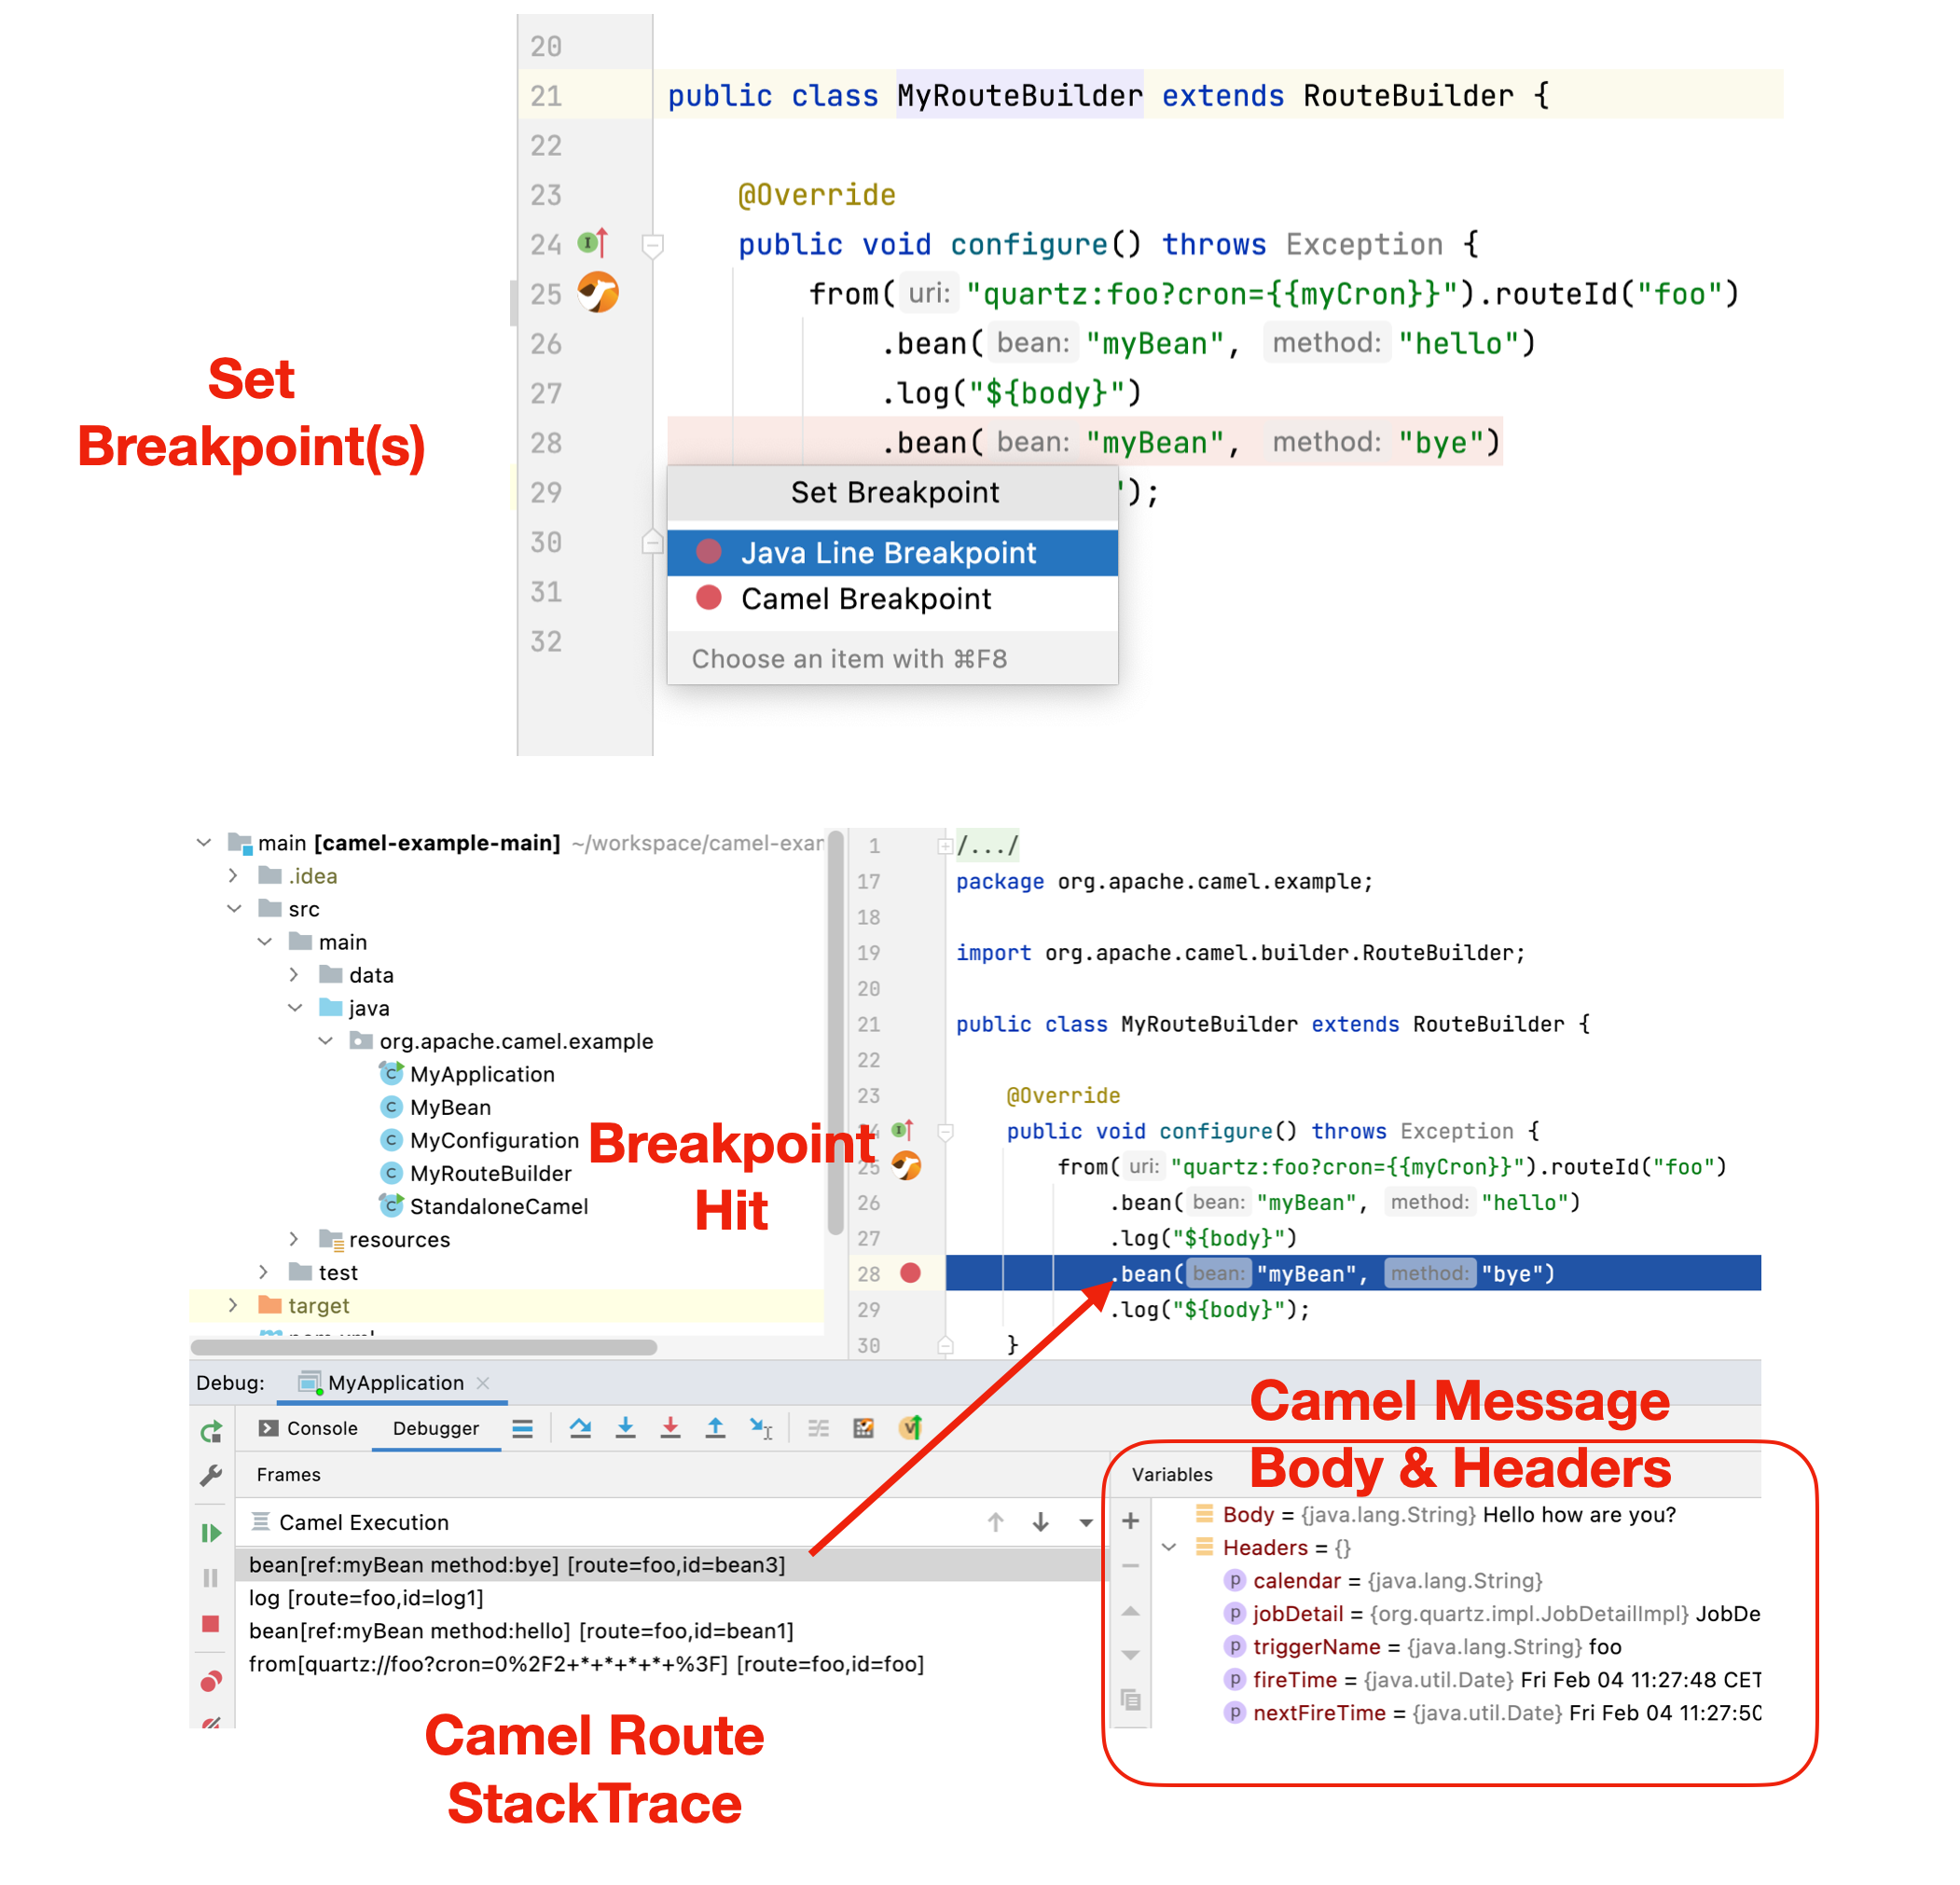 20
21 public class MyRouteBuilder extends RouteBuilder {
22
23 @Override
24 public void configure() throws Exception {
25 from( uri: "quartz:foo?cron={{myCron}}").routeId("foo")
26 .bean( bean: "myBean", method: "hello")
27 .log("${body}")
28 .bean( bean: "myBean", method: "bye")
29 ");
30
31
32
Set
Breakpoint(s)
Set Breakpoint
Java Line Breakpoint
Camel Breakpoint
Choose an item with ⌘F8
main [camel-example-main] ~/workspace/camel-exar
.idea
src
main
data
java
org.apache.camel.example
MyApplication
MyBean
MyConfiguration
MyRouteBuilder
StandaloneCamel
resources
test
target
Breakpoint
Hit
1 /.../
17 package org.apache.camel.example;
18
19 import org.apache.camel.builder.RouteBuilder;
20
21 public class MyRouteBuilder extends RouteBuilder {
22
23 @Override
public void configure() throws Exception {
25 from( uri: "quartz:foo?cron={{myCron}}").routeId("foo")
26 .bean( bean: "myBean", method: "hello")
27 .log("${body}")
28 .bean( bean: "myBean", method: "bye")
29 .log("${body}");
30 }
Debug: MyApplication
Console Debugger
Frames
Camel Execution
bean[ref:myBean method:bye] [route=foo,id=bean3]
log [route=foo,id=log1]
bean[ref:myBean method:hello] [route=foo,id=bean1]
from[quartz://foo?cron=0%2F2+*+*+*+*+%3F] [route=foo,id=foo]
Camel Route
StackTrace
Camel Message
Body & Headers
Variables
Body = {java.lang.String} Hello how are you?
Headers = {}
calendar = {java.lang.String}
jobDetail = {org.quartz.impl.JobDetailImpl} JobDe
triggerName = {java.lang.String} foo
fireTime = {java.util.Date} Fri Feb 04 11:27:48 CET
nextFireTime = {java.util.Date} Fri Feb 04 11:27:50